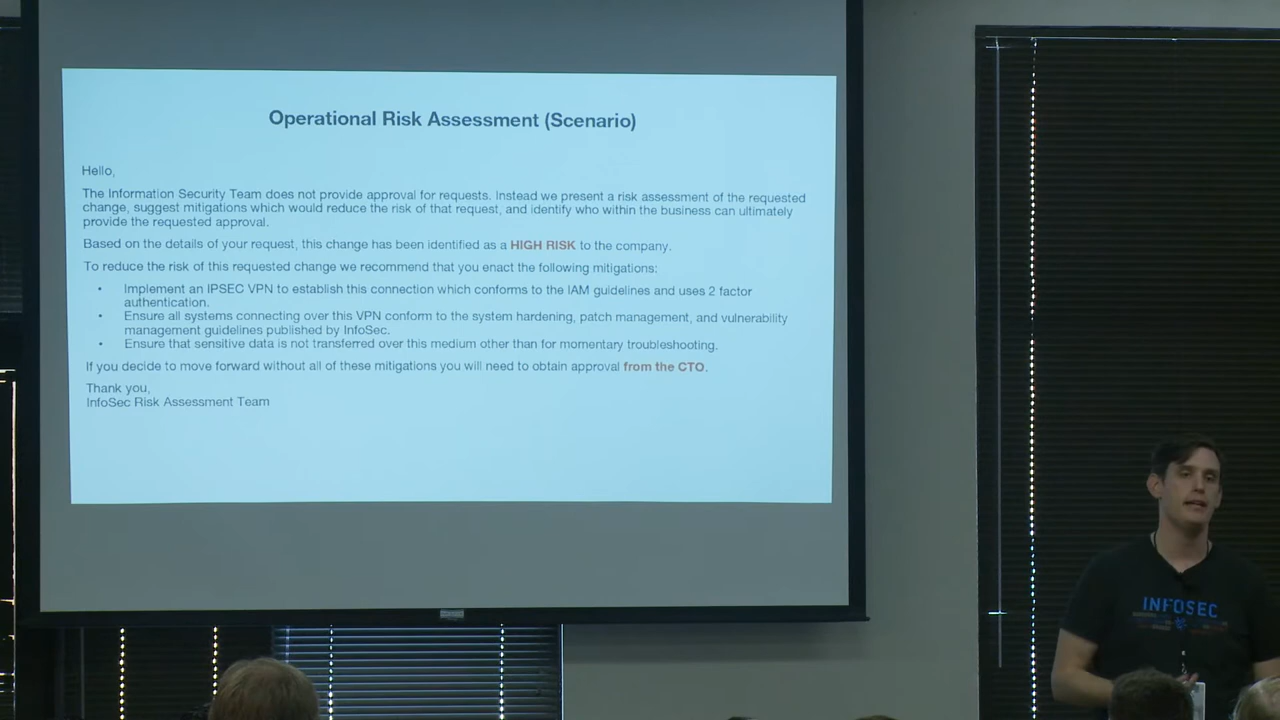 Operational Risk Assessment (Scenario)
Hello,
The Information Security Team does not provide approval for requests. Instead we present a risk assessment of the requested
change, suggest mitigations which would reduce the risk of that request, and identify who within the business can ultimately
provide the requested approval.
Based on the details of your request, this change has been identified as a HIGH RISK to the company.
To reduce the risk of this requested change we recommend that you enact the following mitigations:
• Implement an IPSEC VPN to establish this connection which conforms to the IAM guidelines and uses 2 factor
authentication.
• Ensure all systems connecting over this VPN conform to the system hardening, patch management, and vulnerability
management guidelines published by InfoSec.
• Ensure that sensitive data is not transferred over this medium other than for momentary troubleshooting.
If you decide to move forward without all of these mitigations you will need to obtain approval from the CTO.
Thank you,
InfoSec Risk Assessment Team
INFOSEC